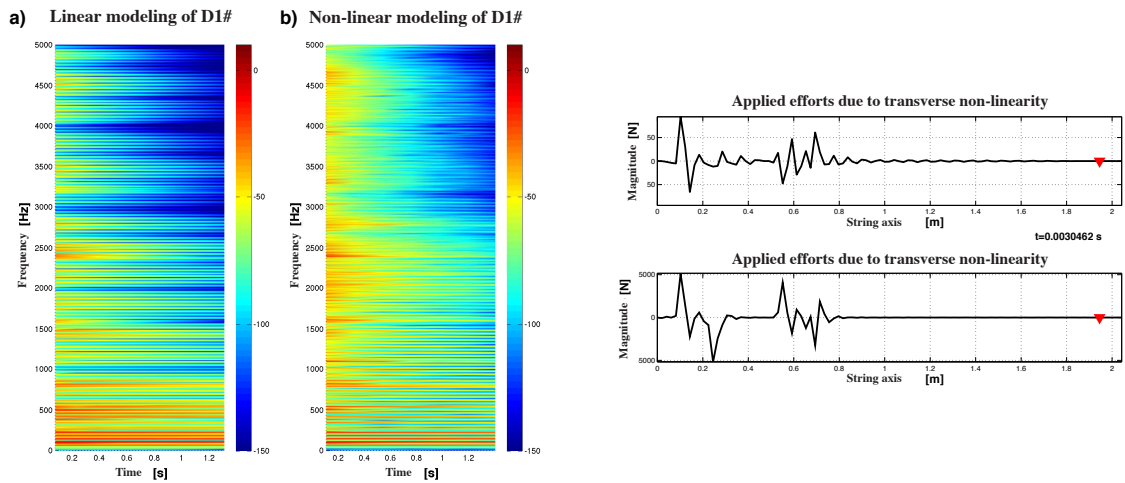 a) Linear modeling of D1#
5000
4500
4000
3500
3000
2500
2000
1500
1000
500
0
Frequency [Hz]
0.2 0.4 0.6 0.8 1 1.2
Time [s]
0
-50
-100
-150
b) Non-linear modeling of D1#
5000
4500
4000
3500
3000
2500
2000
1500
1000
500
0
Frequency [Hz]
0.2 0.4 0.6 0.8 1 1.2
Time [s]
0
-50
-100
-150
Applied efforts due to transverse non-linearity
Magnitude [N]
50
0
50
0 0.2 0.4 0.6 0.8 1 1.2 1.4 1.6 1.8 2
String axis [m]
t=0.0030462 s
Applied efforts due to transverse non-linearity
Magnitude [N]
5000
0
5000
0 0.2 0.4 0.6 0.8 1 1.2 1.4 1.6 1.8 2
String axis [m]